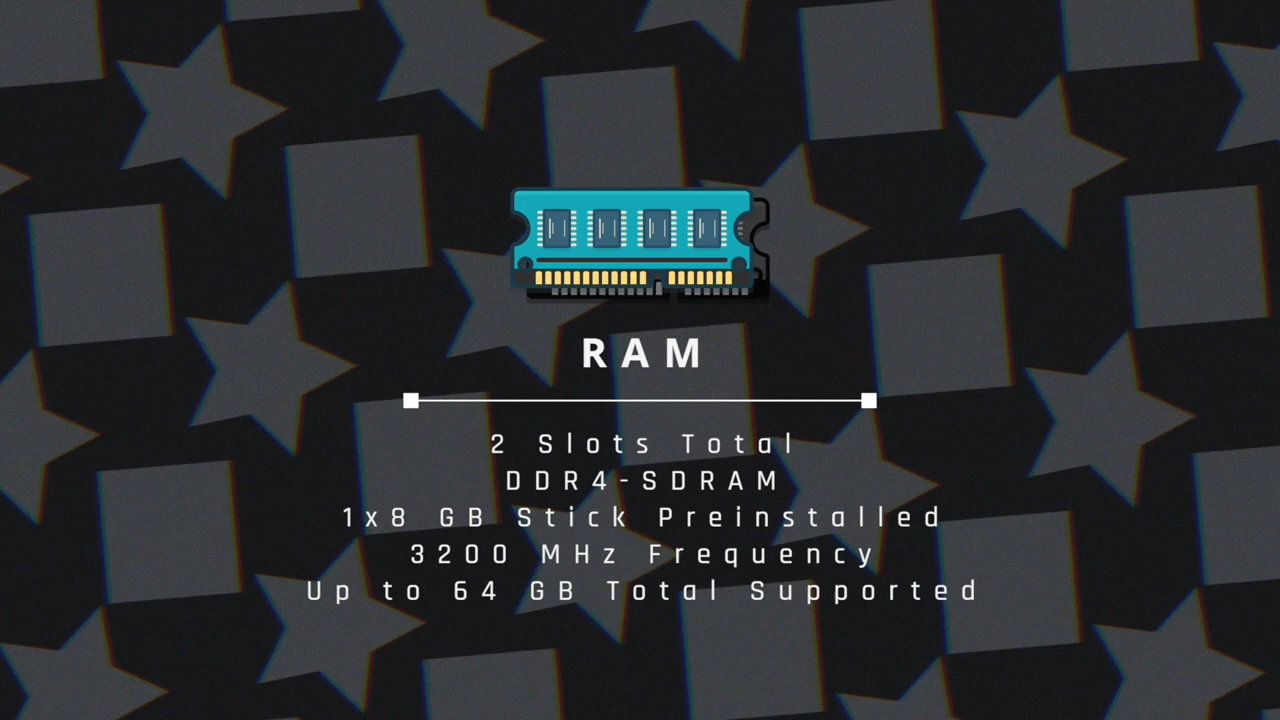 RAM
2 Slots Total
DDR4-SDRAM
1x8 GB Stick Preinstalled
3200 MHz Frequency
Up to 64 GB Total Supported